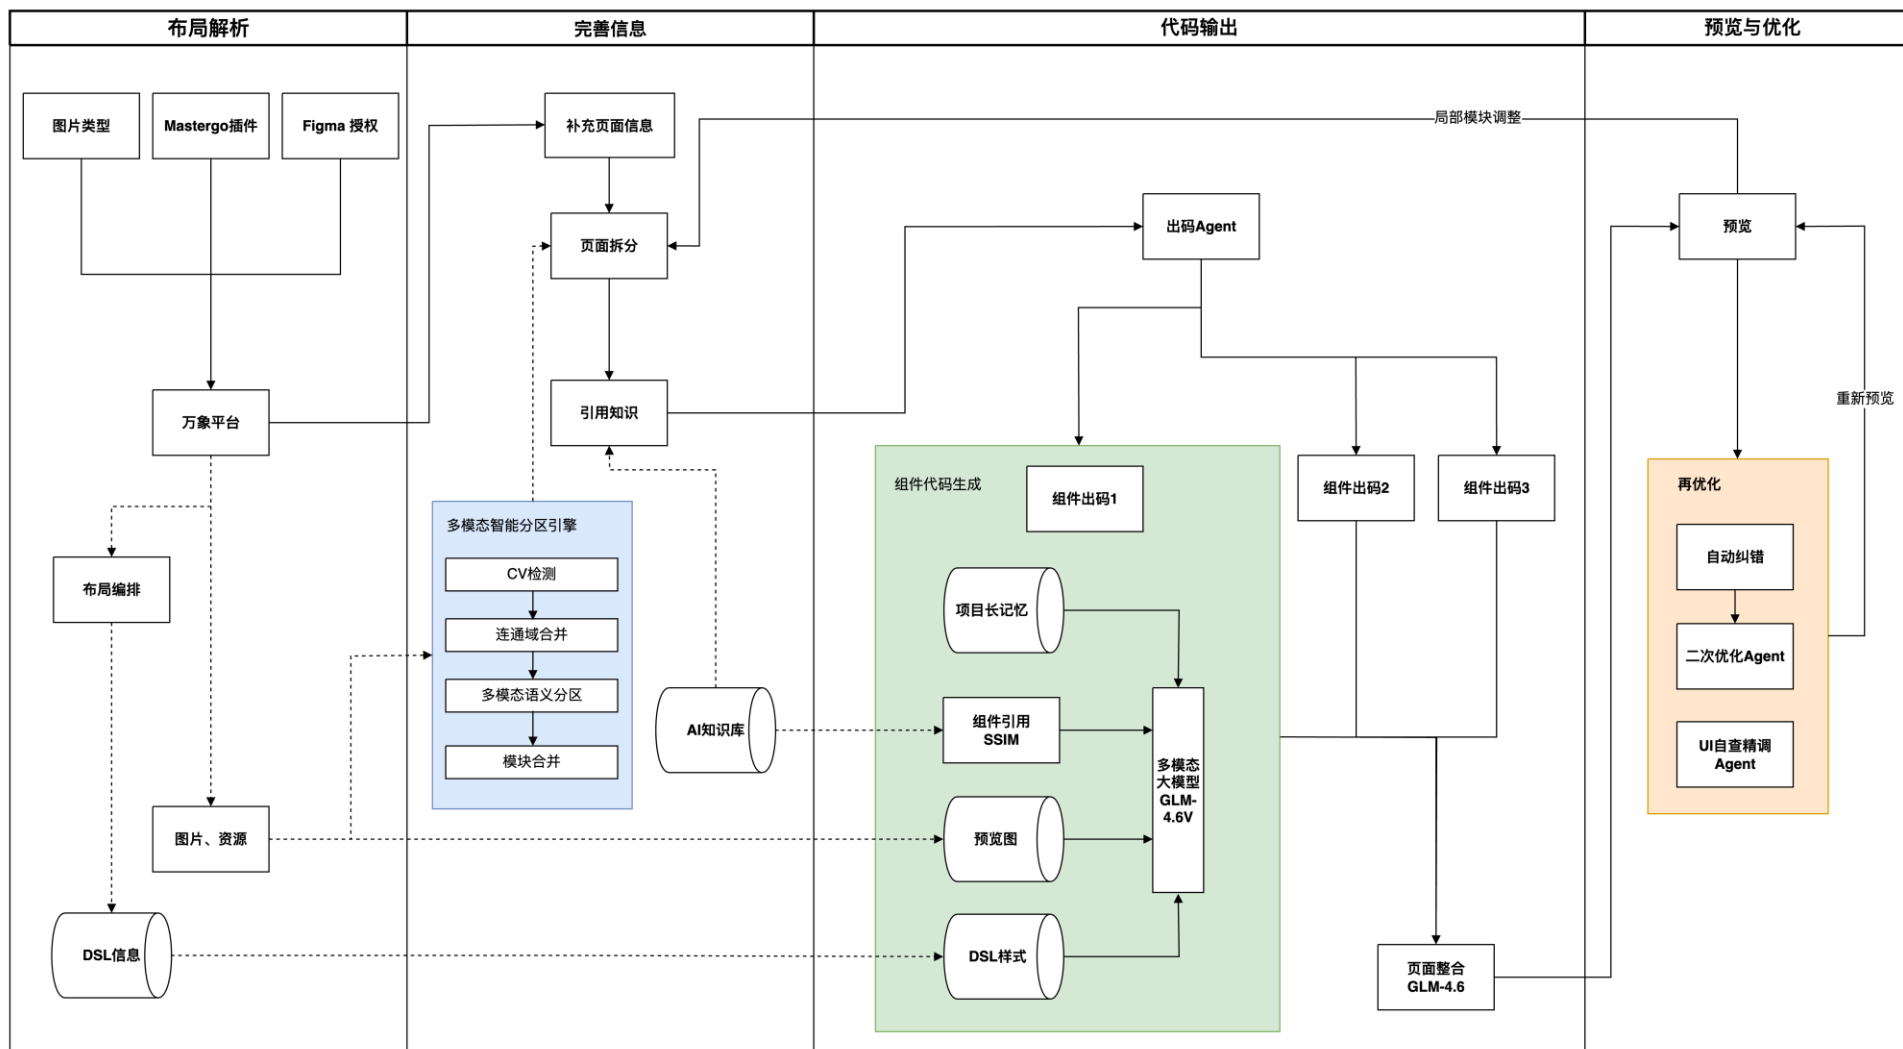 布局解析
完善信息
代码输出
预览与优化
图片类型
Mastergo插件
Figma 授权
补充页面信息
局部模块调整
页面拆分
出码Agent
预览
万象平台
引用知识
重新预览
组件代码生成
组件出码1
组件出码2
组件出码3
再优化
多模态智能分区引擎
CV检测
连通域合并
多模态语义分区
模块合并
布局编排
自动纠错
项目长记忆
二次优化Agent
AI知识库
组件引用
SSIM
UI自查精调
Agent
多模态
大模型
GLM-
4.6V
图片、资源
预览图
DSL信息
DSL样式
页面整合
GLM-4.6